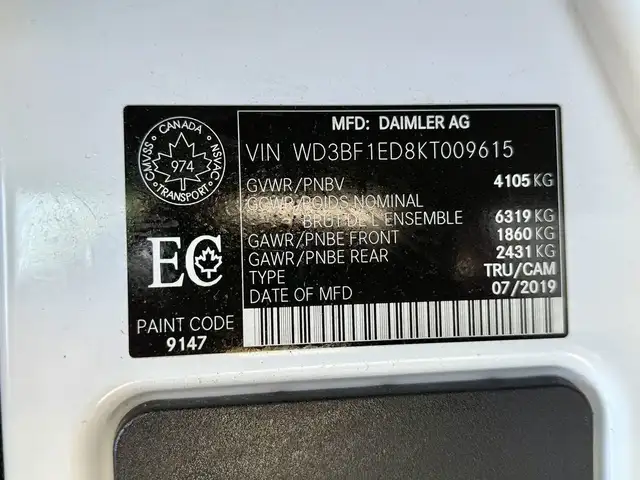 MFD: DAIMLER AG
CANADA
CMVSS NSVAC
974
TRANSPORT
VIN WD3BF1ED8KT009615
GVWR/PNBV 4105 KG
GCWR/POIDS NOMINAL
BRUT DE L ENSEMBLE 6319 KG
GAWR/PNBE FRONT 1860 KG
GAWR/PNBE REAR 2431 KG
TYPE TRU/CAM
DATE OF MFD 07/2019
EC
PAINT CODE
9147